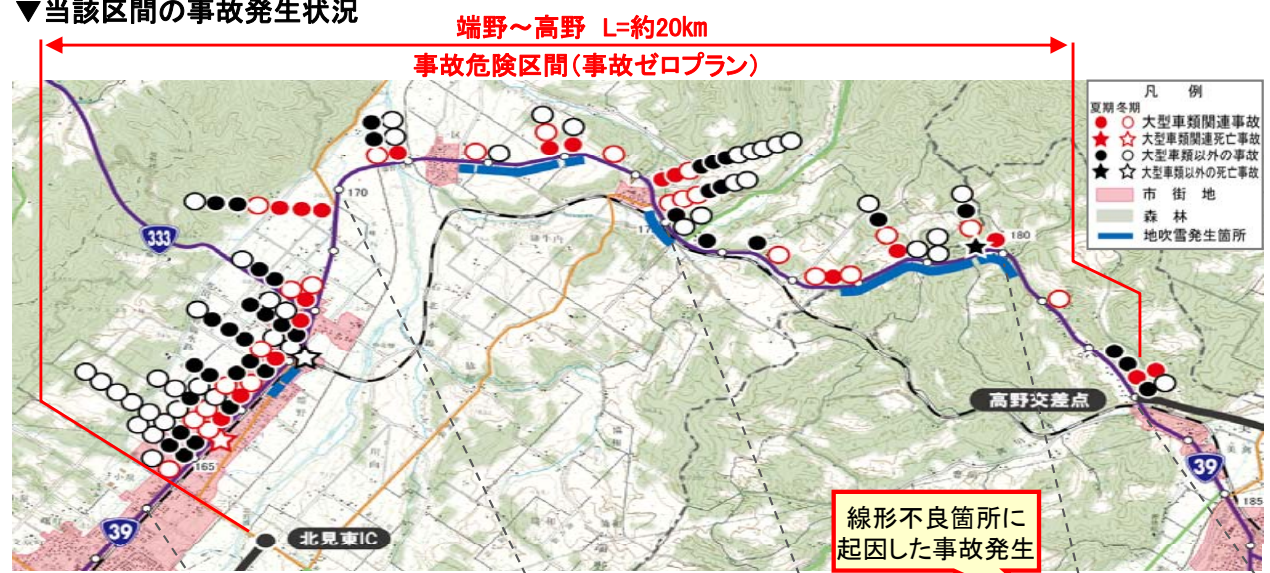 ▼当該区間の事故発生状況
端野～高野 L=約20㎞
事故危険区間(事故ゼロプラン)
凡 例
夏期 冬期
大型車類関連事故
大型車類関連死亡事故
大型車類以外の事故
大型車類以外の死亡事故
市 街 地
森 林
地吹雪発生箇所
170
333
180
高野交差点
165
39
185
39
北見東IC
線形不良箇所に
起因した事故発生